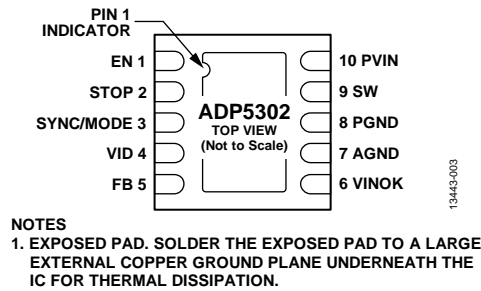 PIN 1
INDICATOR
EN 1
STOP 2
SYNC/MODE 3
VID 4
FB 5
ADP5302
TOP VIEW
(Not to Scale)
10 PVIN
9 SW
8 PGND
7 AGND
6 VINOK
13443-003
NOTES
1. EXPOSED PAD. SOLDER THE EXPOSED PAD TO A LARGE
EXTERNAL COPPER GROUND PLANE UNDERNEATH THE
IC FOR THERMAL DISSIPATION.